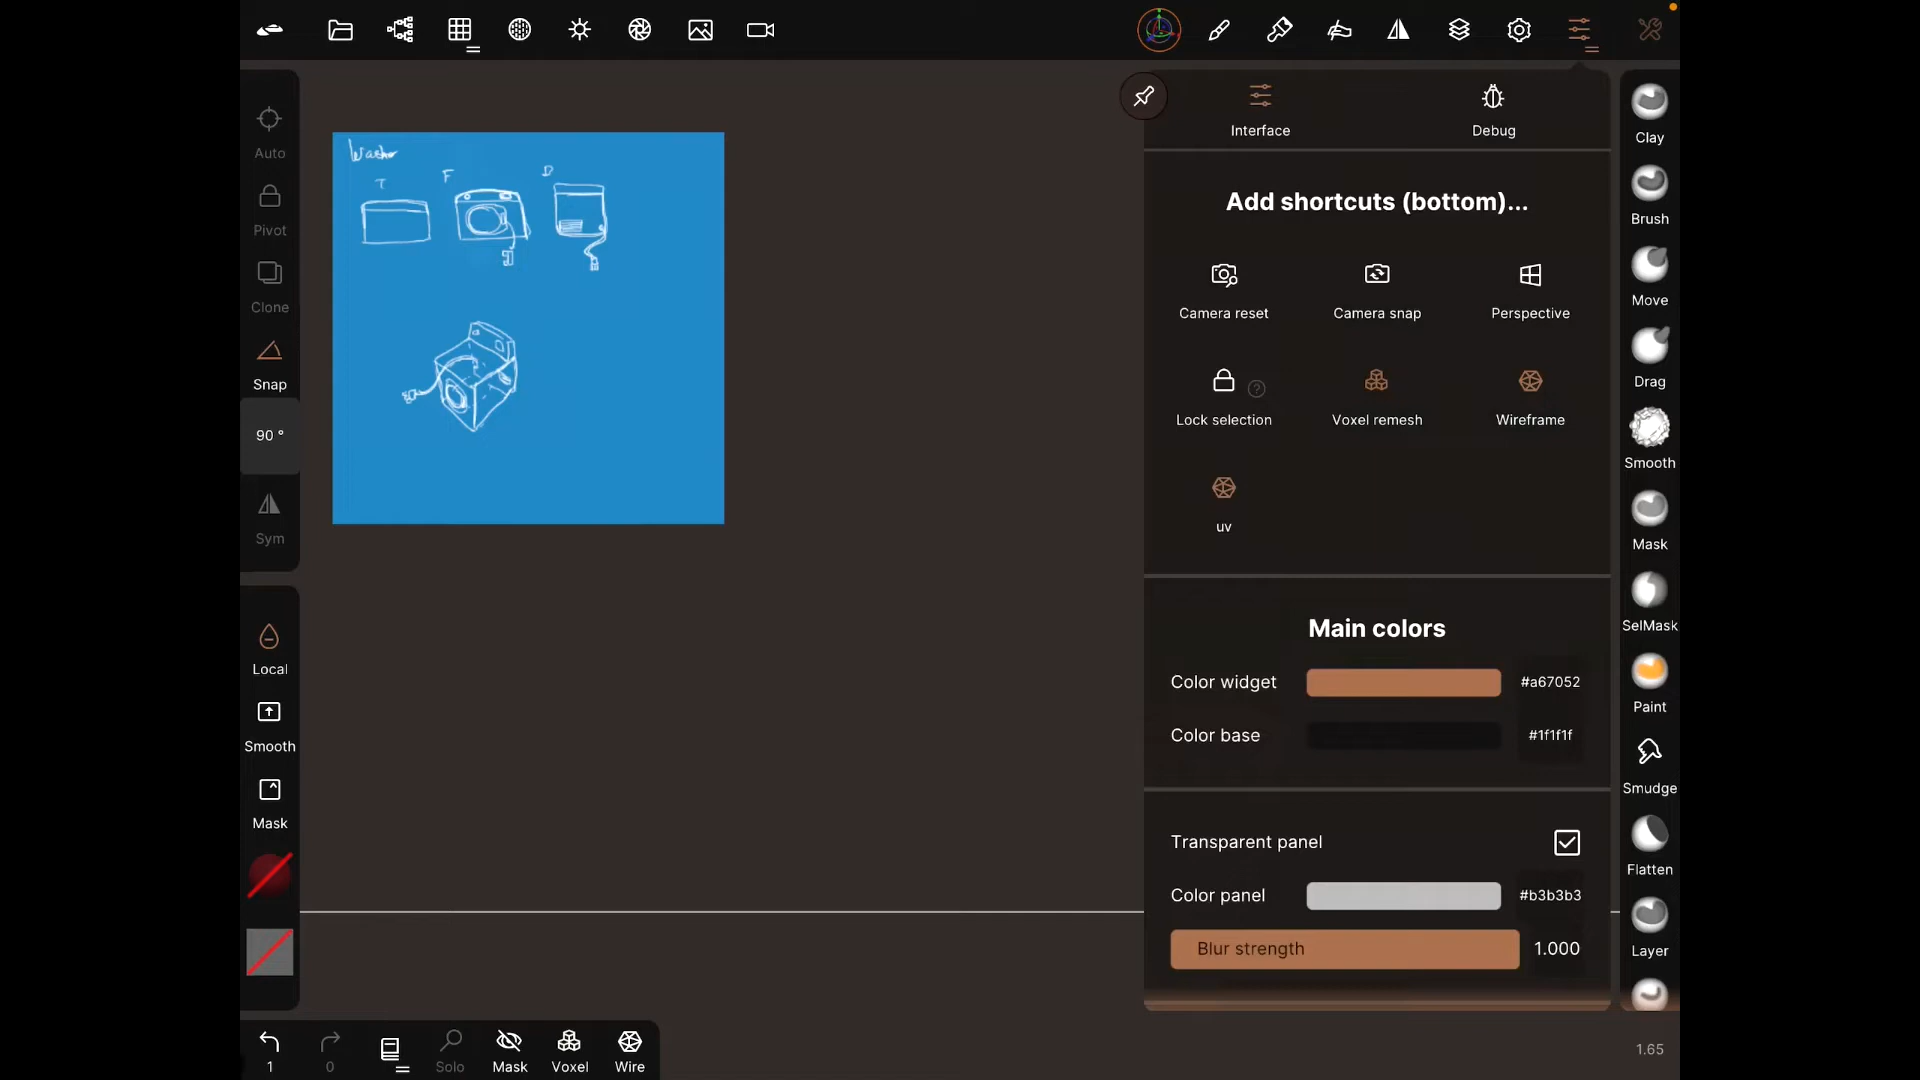 Auto
Pivot
Clone
Snap
90 °
Sym
Local
Smooth
Mask
1
0
Solo
Mask
Voxel
Wire
Washer
T
F
B
Interface
Debug
Add shortcuts (bottom)...
Camera reset
Camera snap
Perspective
Lock selection
?
Voxel remesh
Wireframe
uv
Main colors
Color widget
#a67052
Color base
#1f1f1f
Transparent panel
Color panel
#b3b3b3
Blur strength
1.000
Clay
Brush
Move
Drag
Smooth
Mask
SelMask
Paint
Smudge
Flatten
Layer
1.65